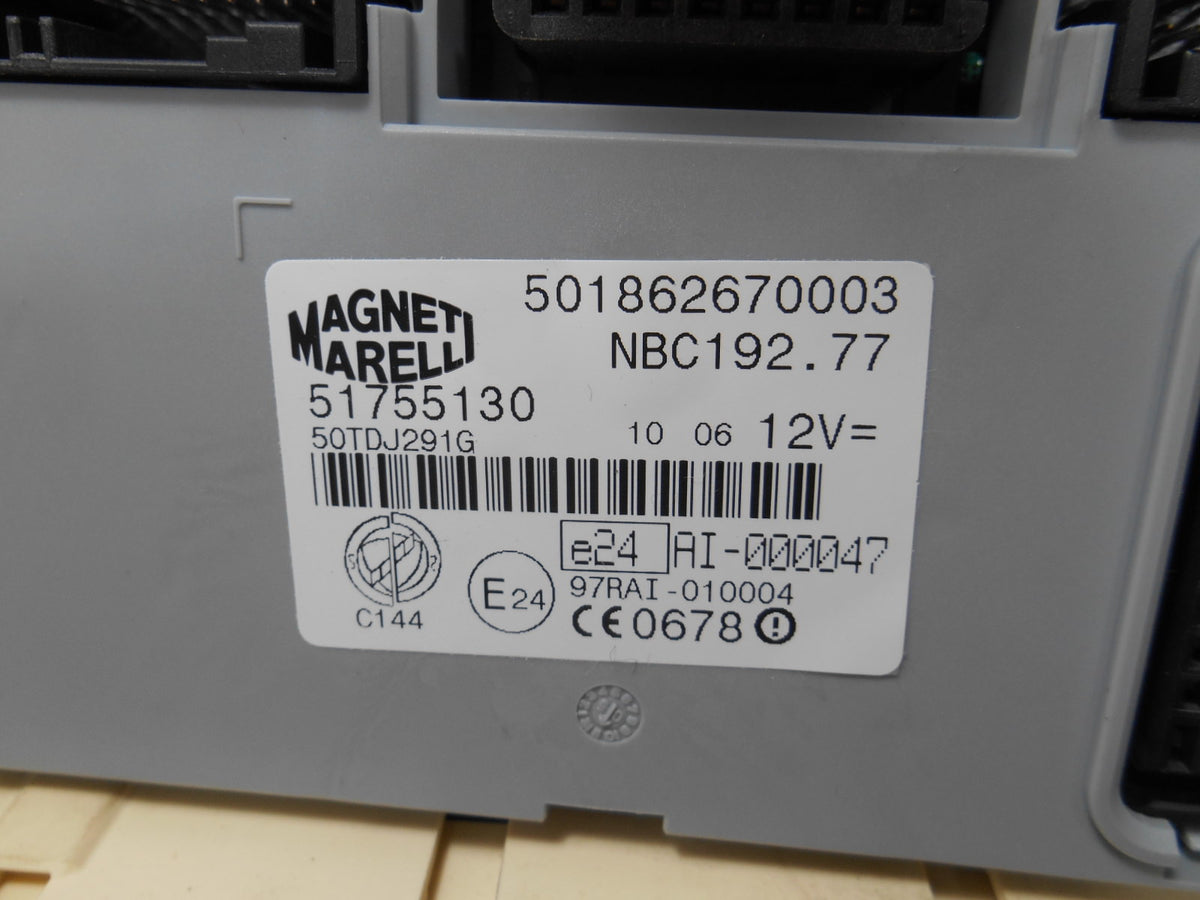 MAGNETI
MARELLI
501862670003
NBC192.77
51755130
50TDJ291G
10 06 12V=
e24 AI-000047
E24
97RAI-010004
C144
CE0678